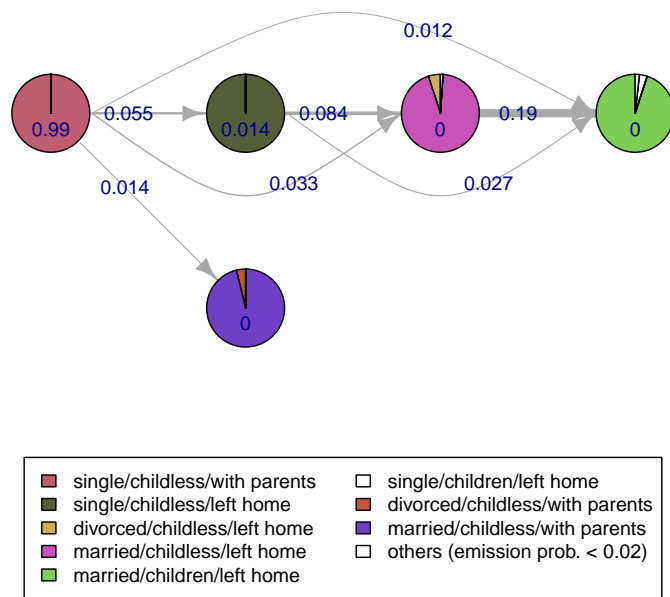 0.012
0.99
0.055
0.014
0.084
0
0.19
0
0.014
0.033
0.027
0
single/childless/with parents
single/childless/left home
divorced/childless/left home
married/childless/left home
married/children/left home
single/children/left home
divorced/childless/with parents
married/childless/with parents
others (emission prob. < 0.02)